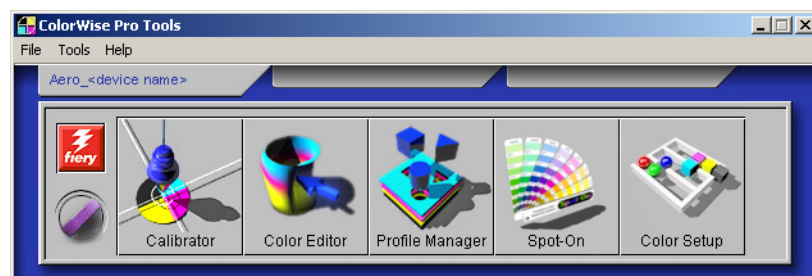 ColorWise Pro Tools
File Tools Help
Aero_<device name>
fiery
Calibrator Color Editor Profile Manager Spot-On Color Setup